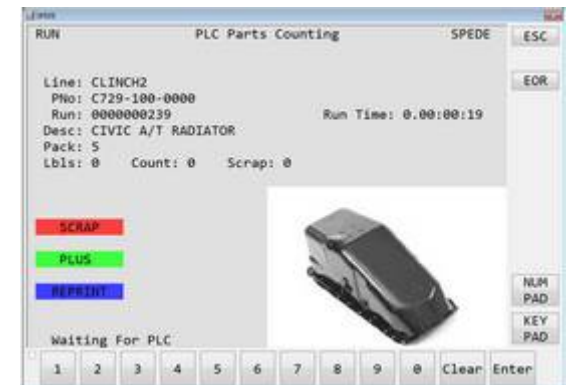 RUN PLC Parts Counting SPEDE ESC
EOR
Line: CLINCH2
PNo: C729-100-0000
Run: 0000000239 Run Time: 0.00:00:19
Desc: CIVIC A/T RADIATOR
Pack: 5
Lbls: 0 Count: 0 Scrap: 0
SCRAP
PLUS
REPRINT
NUM PAD
KEY PAD
Waiting For PLC
1 2 3 4 5 6 7 8 9 0 Clear Enter